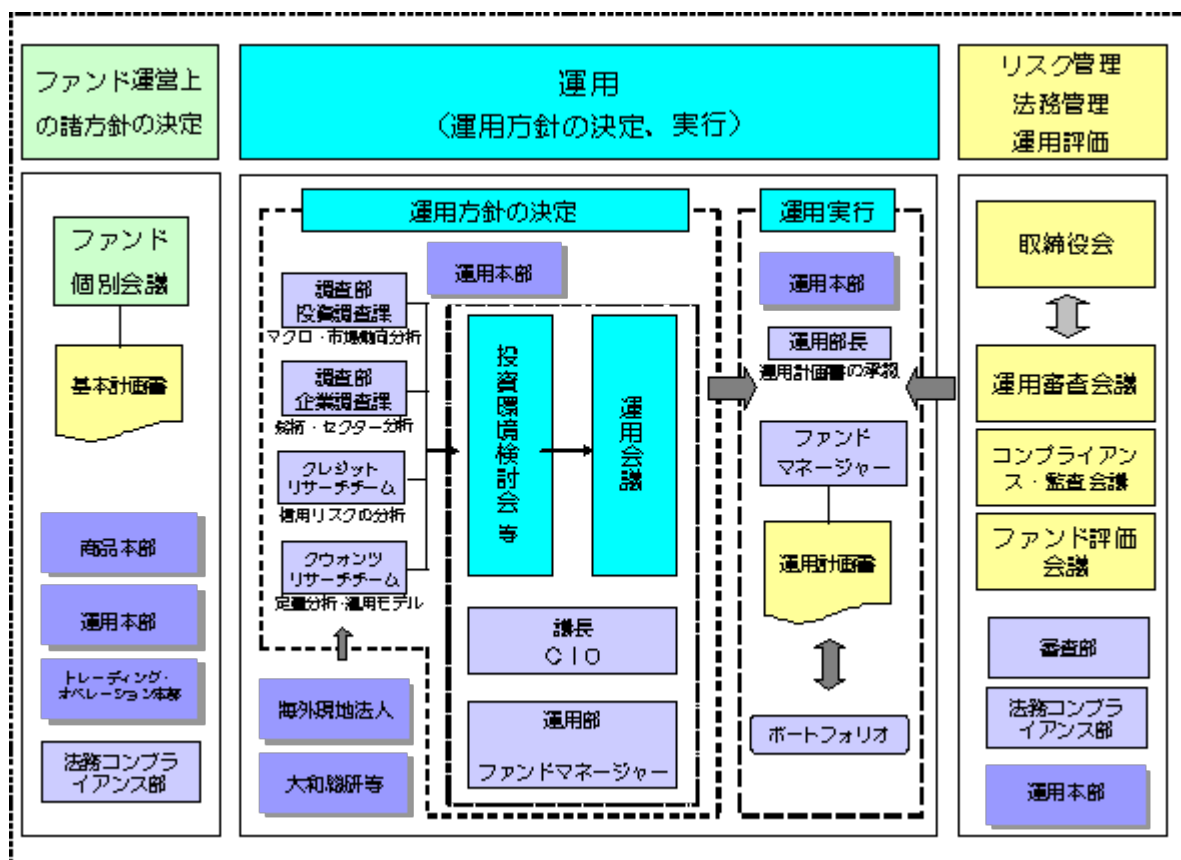 ファンド運営上
の諸方針の決定
運用
(運用方針の決定、実行)
リスク管理
法務管理
運用評価
ファンド
個別会議
基本計画書
商品本部
運用本部
トレーディング・
オペレーション本部
法務コンプラ
イアンス部
運用方針の決定
運用本部
調査部
投資調査課
マクロ・市場動向分析
調査部
企業調査課
銘柄・セクター分析
クレジット
リサーチチーム
信用リスクの分析
クウォンツ
リサーチチーム
定量分析・運用モデル
海外現地法人
大和総研等
投資環境検討会 等
運用会議
議長
CIO
運用部
ファンドマネージャー
運用実行
運用本部
運用部長
運用計画書の承認
ファンド
マネージャー
運用計画書
ポートフォリオ
取締役会
運用審査会議
コンプライアン
ス・監査会議
ファンド評価
会議
審査部
法務コンプラ
イアンス部
運用本部